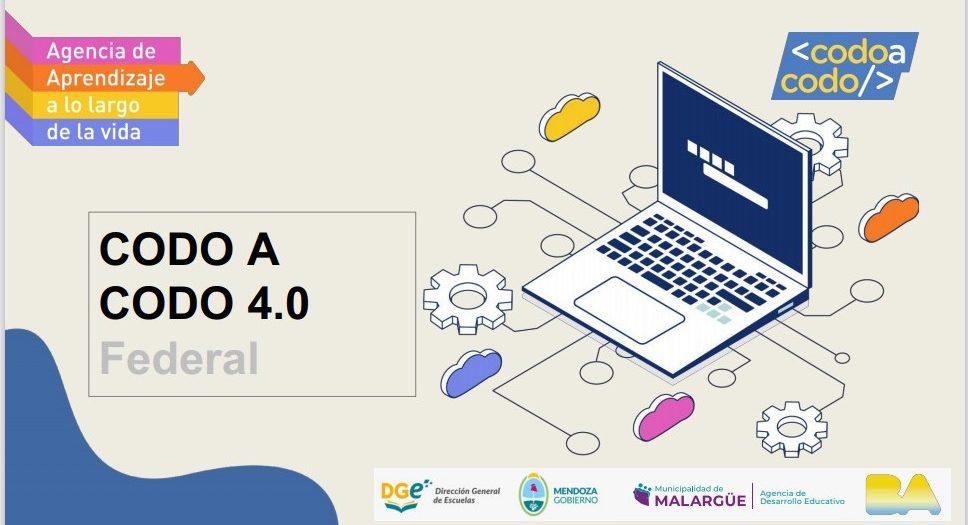 Agencia de
Aprendizaje
a lo largo
de la vida
<codoa
codo/>
CODO A
CODO 4.0
Federal
DGe Dirección General
de Escuelas
MENDOZA
GOBIERNO
Municipalidad de
MALARGÜE
Agencia de
Desarrollo Educativo
BA